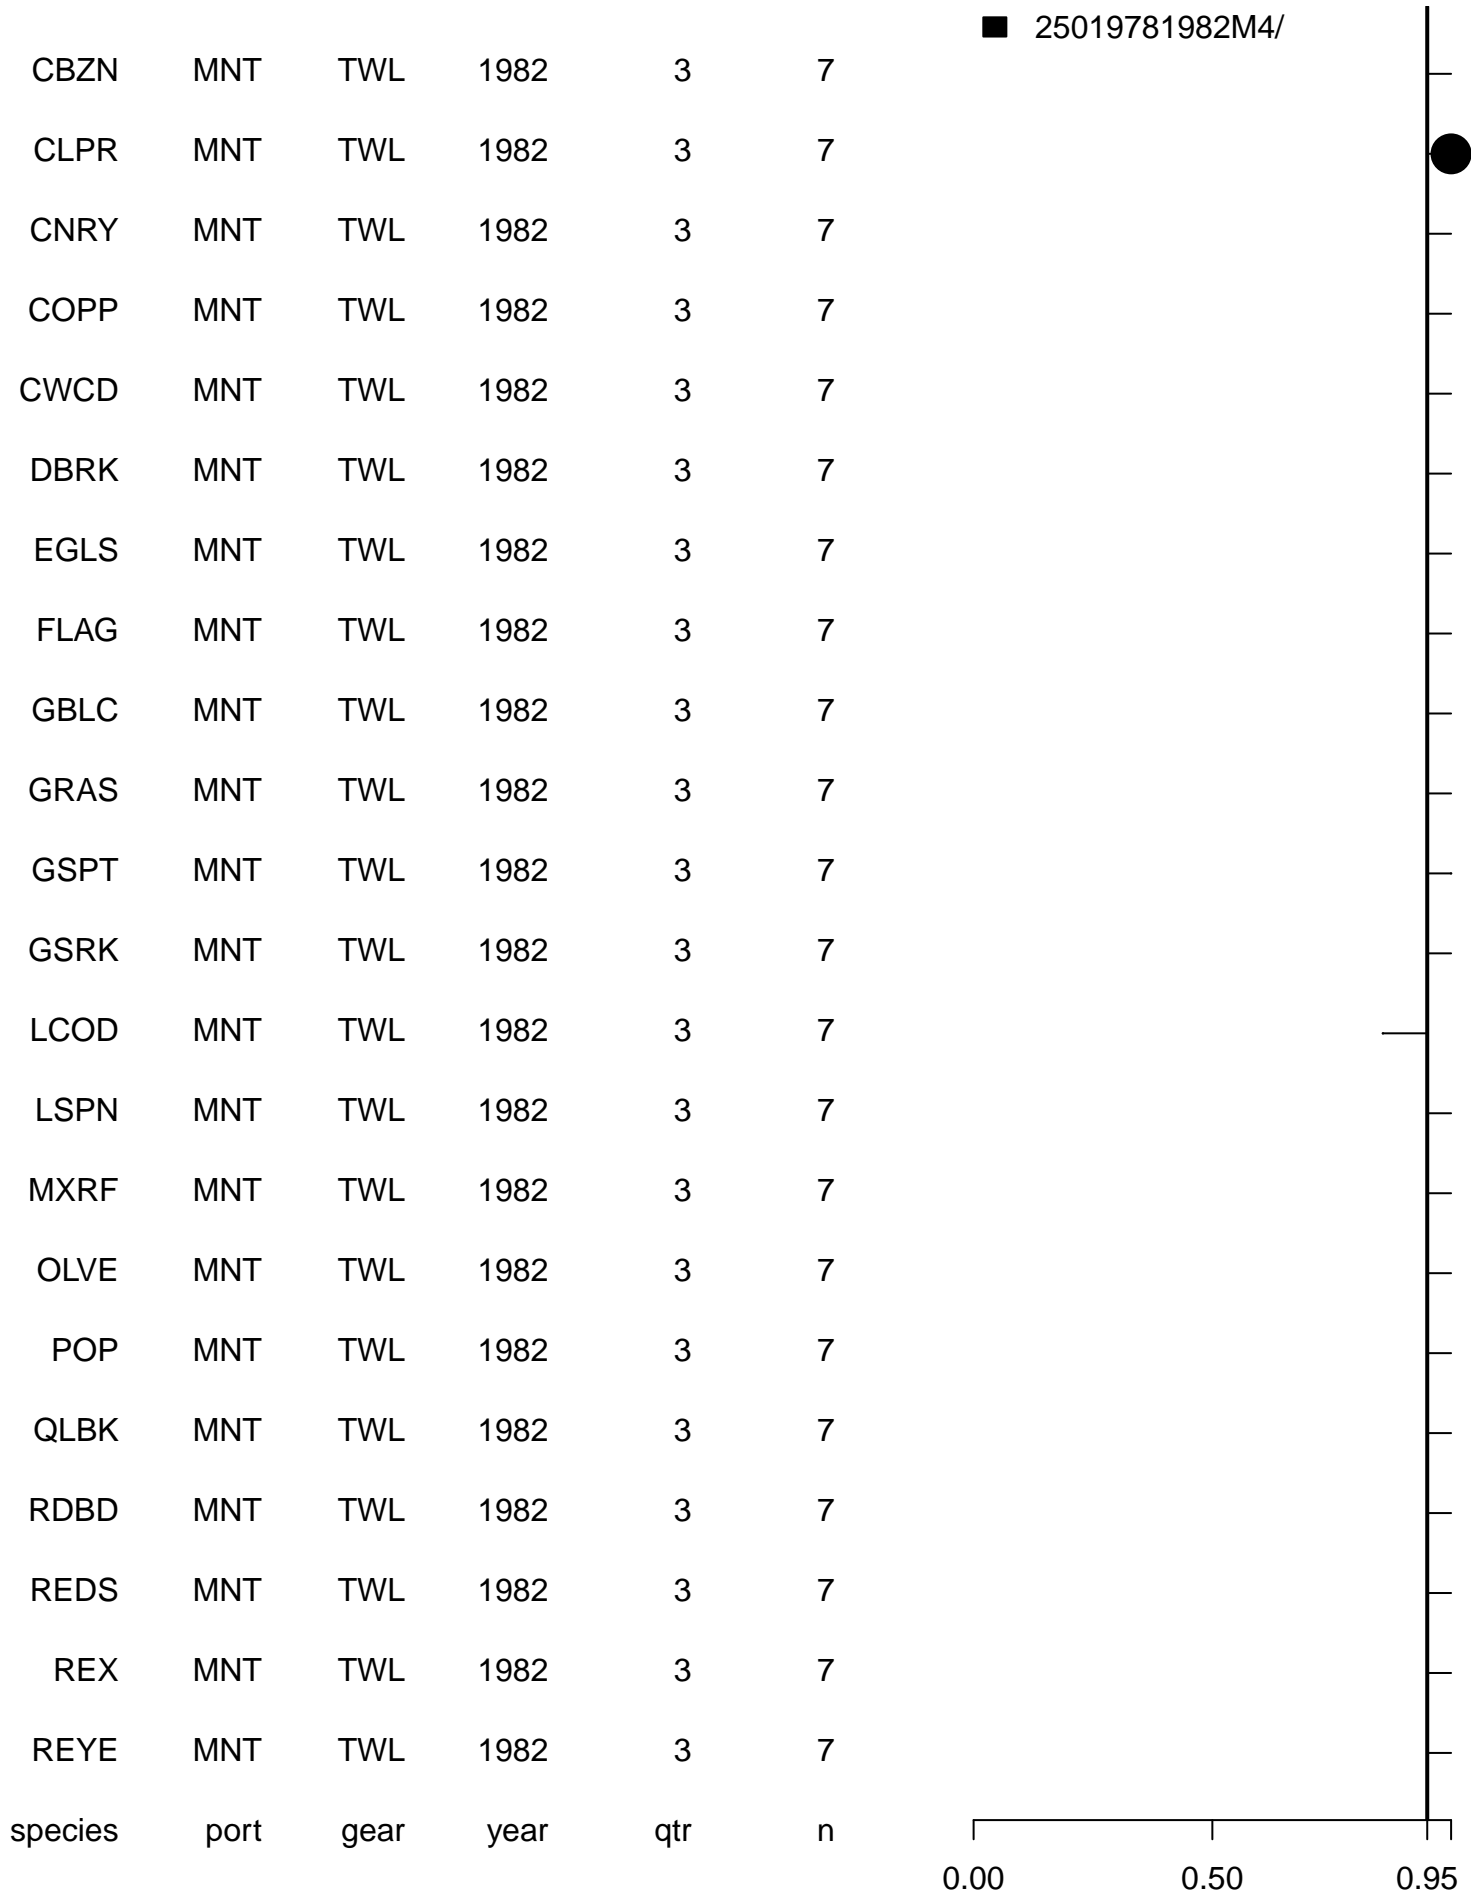 25019781982M4/
CBZN MNT TWL 1982 3 7
CLPR MNT TWL 1982 3 7
CNRY MNT TWL 1982 3 7
COPP MNT TWL 1982 3 7
CWCD MNT TWL 1982 3 7
DBRK MNT TWL 1982 3 7
EGLS MNT TWL 1982 3 7
FLAG MNT TWL 1982 3 7
GBLC MNT TWL 1982 3 7
GRAS MNT TWL 1982 3 7
GSPT MNT TWL 1982 3 7
GSRK MNT TWL 1982 3 7
LCOD MNT TWL 1982 3 7
LSPN MNT TWL 1982 3 7
MXRF MNT TWL 1982 3 7
OLVE MNT TWL 1982 3 7
POP MNT TWL 1982 3 7
QLBK MNT TWL 1982 3 7
RDBD MNT TWL 1982 3 7
REDS MNT TWL 1982 3 7
REX MNT TWL 1982 3 7
REYE MNT TWL 1982 3 7
species port gear year qtr n
0.00 0.50 0.95